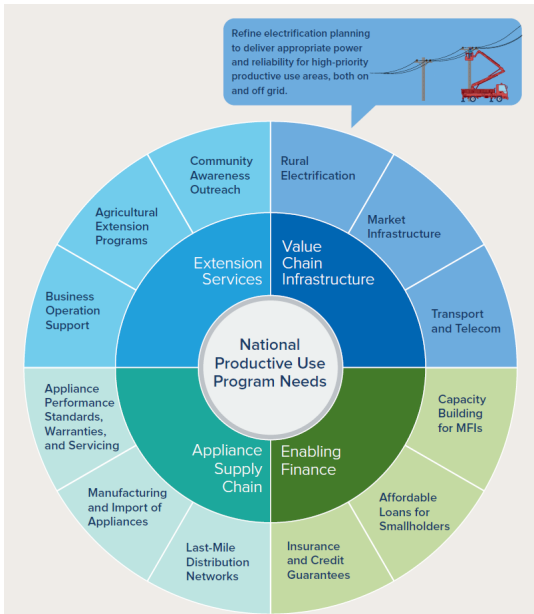 Refine electrification planning
to deliver appropriate power
and reliability for high-priority
productive use areas, both on
and off grid.
Community
Awareness
Outreach
Rural
Electrification
Agricultural
Extension
Programs
Market
Infrastructure
Extension
Services
Value
Chain
Infrastructure
Business
Operation
Support
Transport
and Telecom
National
Productive Use
Program Needs
Appliance
Performance
Standards,
Warranties,
and Servicing
Capacity
Building
for MFIs
Appliance
Supply
Chain
Enabling
Finance
Manufacturing
and Import of
Appliances
Affordable
Loans for
Smallholders
Last-Mile
Distribution
Networks
Insurance
and Credit
Guarantees